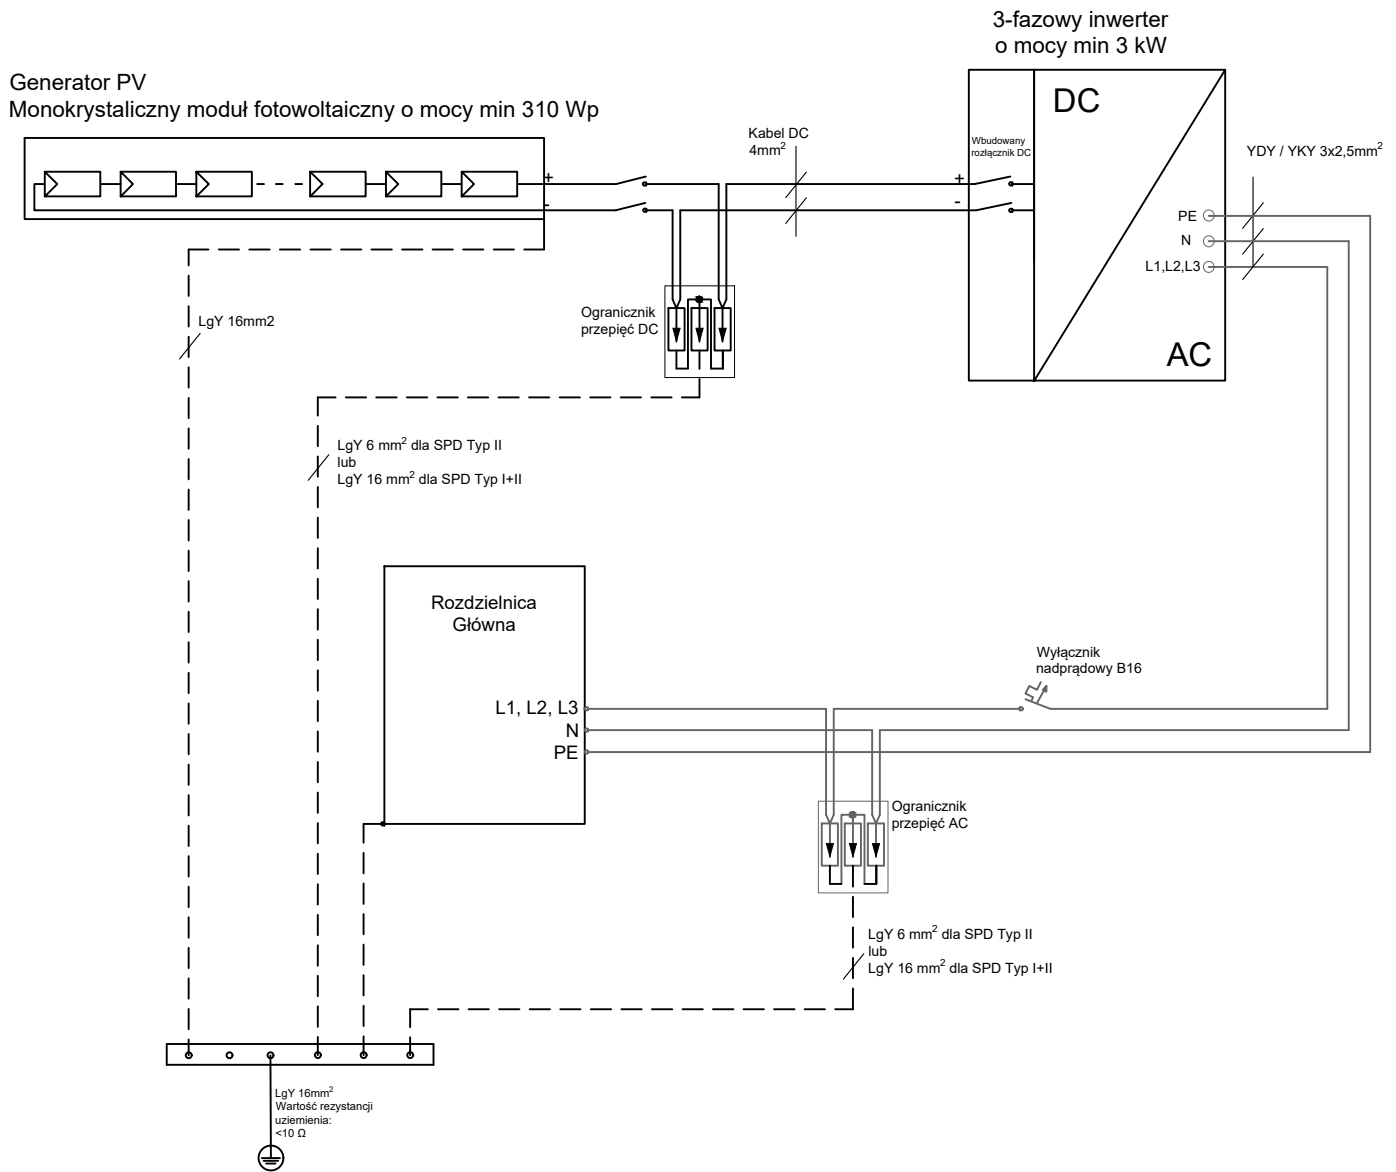 3-fazowy inwerter
o mocy min 3 kW
Generator PV
Monokrystaliczny moduł fotowoltaiczny o mocy min 310 Wp
+
-
Kabel DC
4mm²
+
-
Wbudowany
rozłącznik DC
DC
AC
YDY / YKY 3x2,5mm²
PE
N
L1,L2,L3
LgY 16mm2
Ogranicznik
przepięć DC
LgY 6 mm² dla SPD Typ II
lub
LgY 16 mm² dla SPD Typ I+II
Rozdzielnica
Główna
L1, L2, L3
N
PE
Wyłącznik
nadprądowy B16
Ogranicznik
przepięć AC
LgY 6 mm² dla SPD Typ II
lub
LgY 16 mm² dla SPD Typ I+II
LgY 16mm²
Wartość rezystancji
uziemienia:
<10 Ω